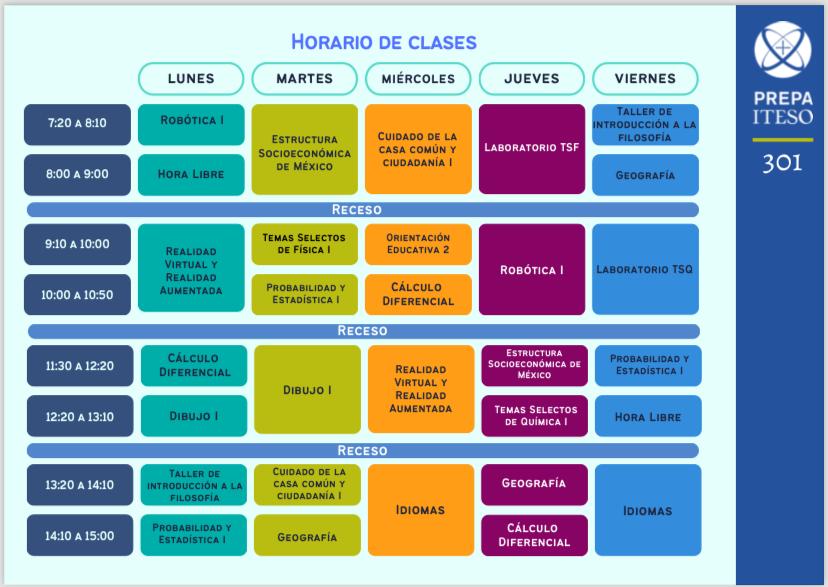 HORARIO DE CLASES
LUNES MARTES MIÉRCOLES JUEVES VIERNES
7:20 A 8:10
ROBÓTICA I
ESTRUCTURA
SOCIOECONÓMICA
DE MÉXICO
CUIDADO DE LA
CASA COMÚN Y
CIUDADANÍA I
LABORATORIO TSF
TALLER DE
INTRODUCCIÓN A LA
FILOSOFÍA
8:00 A 9:00
HORA LIBRE
GEOGRAFÍA
RECESO
9:10 A 10:00
REALIDAD
VIRTUAL Y
REALIDAD
AUMENTADA
TEMAS SELECTOS
DE FÍSICA I
ORIENTACIÓN
EDUCATIVA 2
ROBÓTICA I
LABORATORIO TSQ
10:00 A 10:50
PROBABILIDAD Y
ESTADÍSTICA I
CÁLCULO
DIFERENCIAL
RECESO
11:30 A 12:20
CÁLCULO
DIFERENCIAL
DIBUJO I
REALIDAD
VIRTUAL Y
REALIDAD
AUMENTADA
ESTRUCTURA
SOCIOECONÓMICA DE
MÉXICO
PROBABILIDAD Y
ESTADÍSTICA I
12:20 A 13:10
DIBUJO I
TEMAS SELECTOS
DE QUÍMICA I
HORA LIBRE
RECESO
13:20 A 14:10
TALLER DE
INTRODUCCIÓN A LA
FILOSOFÍA
CUIDADO DE LA
CASA COMÚN Y
CIUDADANÍA I
IDIOMAS
GEOGRAFÍA
IDIOMAS
14:10 A 15:00
PROBABILIDAD Y
ESTADÍSTICA I
GEOGRAFÍA
CÁLCULO
DIFERENCIAL
PREPA
ITESO
301